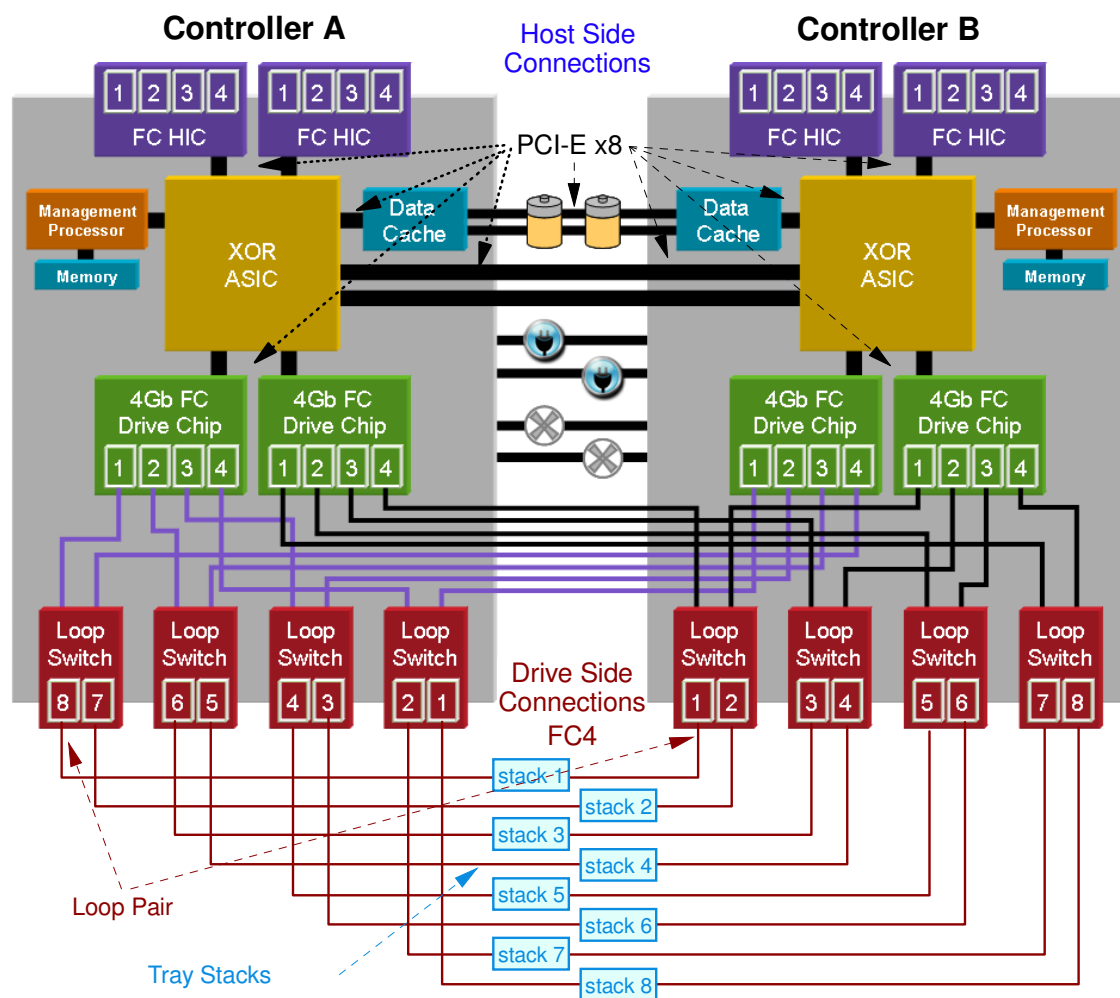 Controller A
Host Side
Connections
Controller B
1 2 3 4
FC HIC
1 2 3 4
FC HIC
1 2 3 4
FC HIC
1 2 3 4
FC HIC
PCI-E x8
Management
Processor
Memory
XOR
ASIC
Data
Cache
Data
Cache
XOR
ASIC
Management
Processor
Memory
4Gb FC
Drive Chip
1 2 3 4
4Gb FC
Drive Chip
1 2 3 4
4Gb FC
Drive Chip
1 2 3 4
4Gb FC
Drive Chip
1 2 3 4
Loop
Switch
8 7
Loop
Switch
6 5
Loop
Switch
4 3
Loop
Switch
2 1
Drive Side
Connections
FC4
Loop
Switch
1 2
Loop
Switch
3 4
Loop
Switch
5 6
Loop
Switch
7 8
stack 1
stack 2
stack 3
stack 4
stack 5
stack 6
stack 7
stack 8
Loop Pair
Tray Stacks